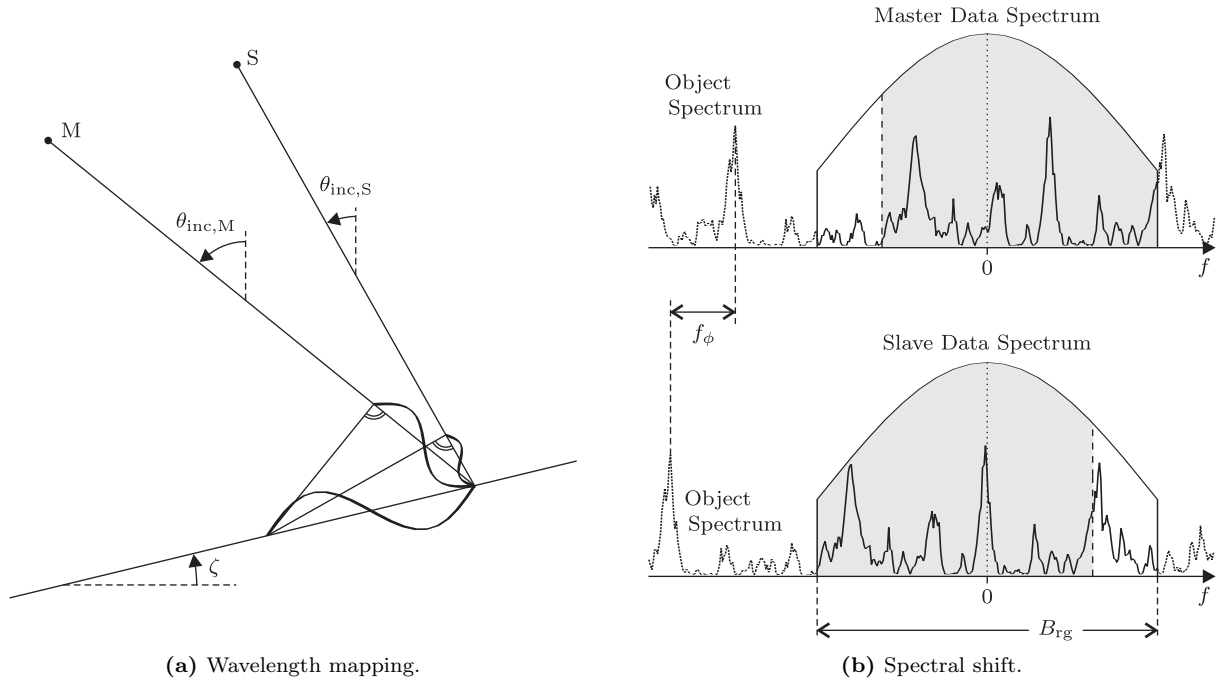 S
M
θinc,S
θinc,M
ζ
(a) Wavelength mapping.
Master Data Spectrum
Object
Spectrum
0
f
fϕ
Slave Data Spectrum
Object
Spectrum
0
f
Brg
(b) Spectral shift.